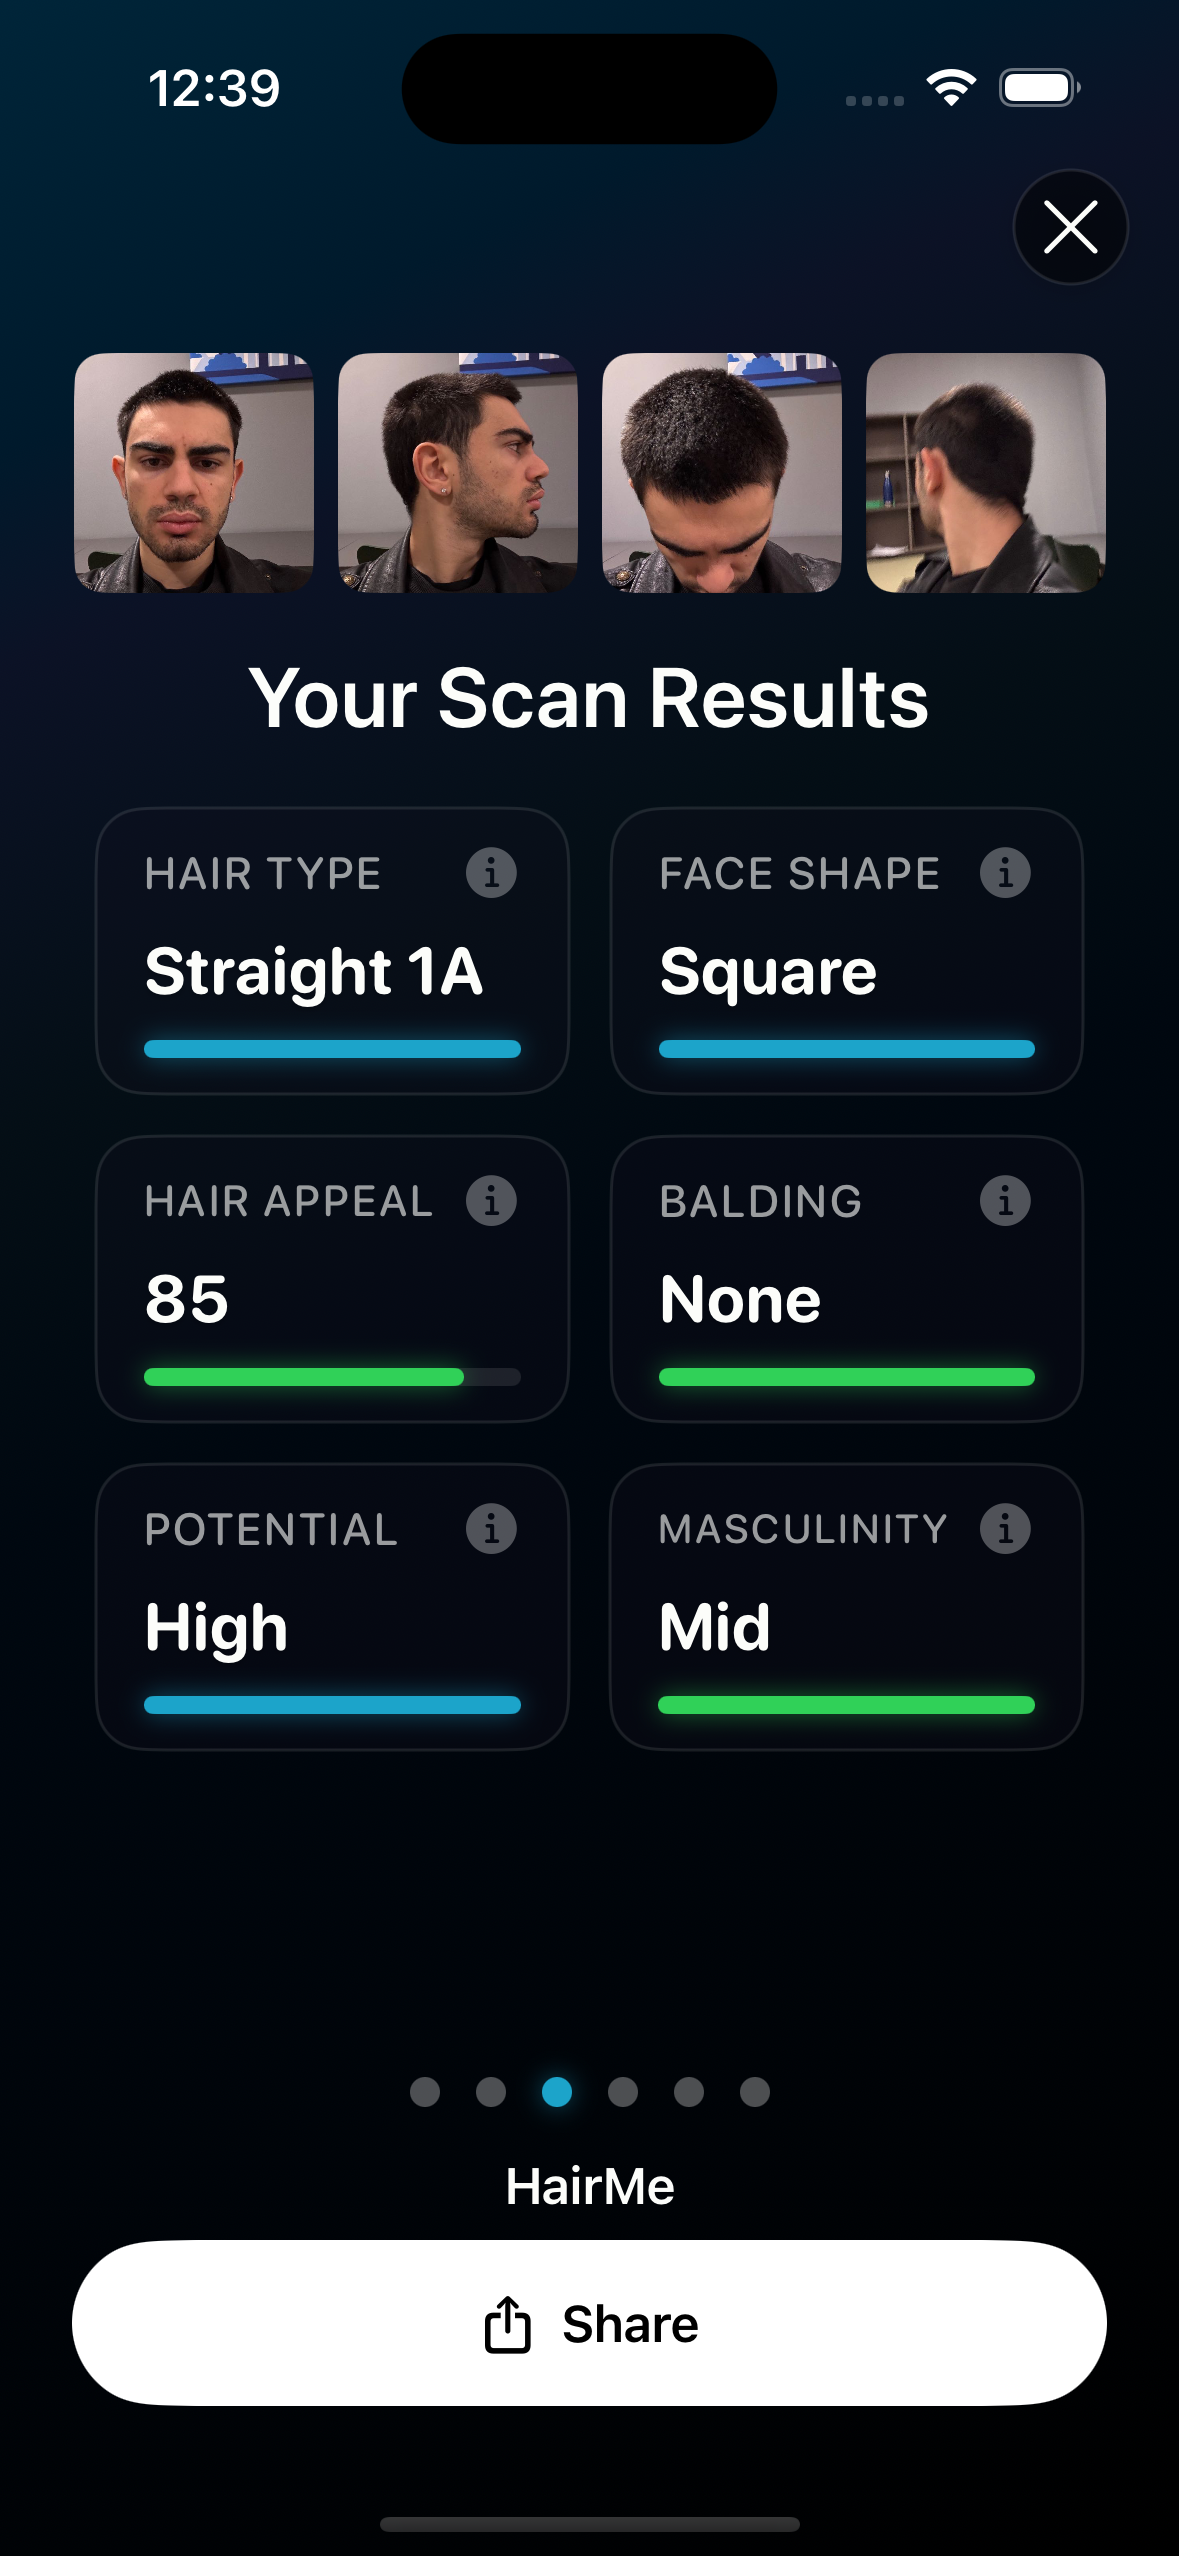 12:39
Your Scan Results
HAIR TYPE
Straight 1A
FACE SHAPE
Square
HAIR APPEAL
85
BALDING
None
POTENTIAL
High
MASCULINITY
Mid
HairMe
Share